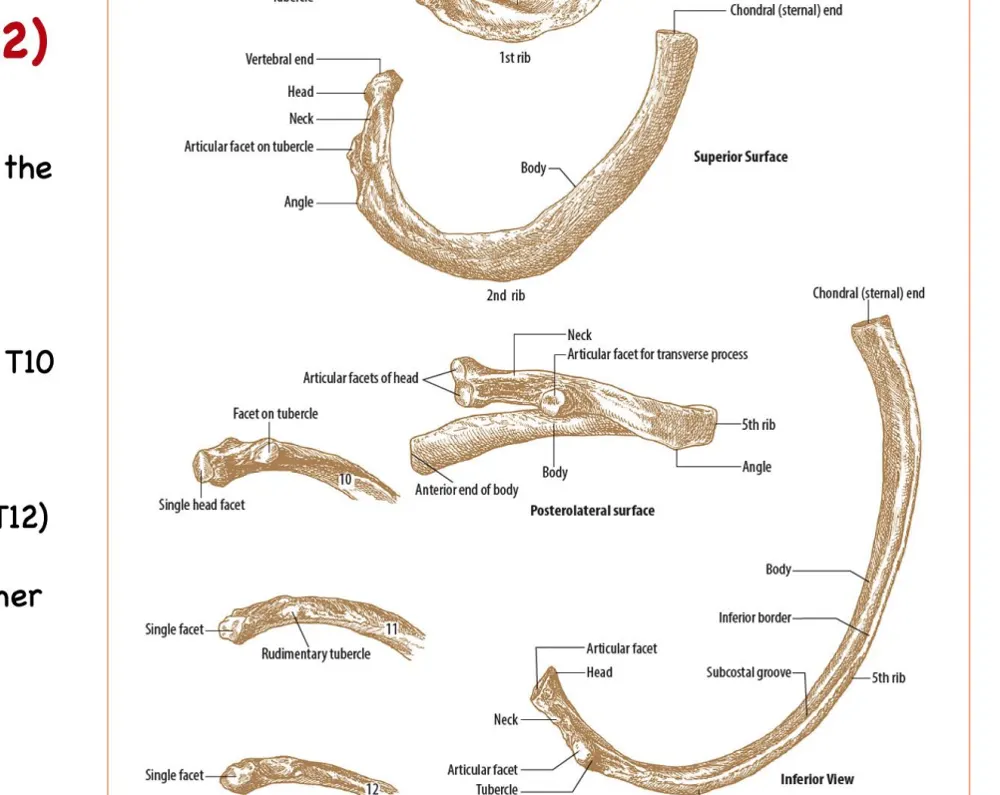 2)
the
T10
T12)
1st rib
Chondral (sternal) end
Vertebral end
Head
Neck
Articular facet on tubercle
Angle
Body
Superior Surface
2nd rib
Chondral (sternal) end
Neck
Articular facet for transverse process
Articular facets of head
5th rib
Angle
Body
Anterior end of body
Posterolateral surface
Facet on tubercle
10
Single head facet
Body
Inferior border
Subcostal groove
5th rib
Single facet
11
Rudimentary tubercle
Articular facet
Head
Neck
Articular facet
Tubercle
Inferior View
Single facet
12